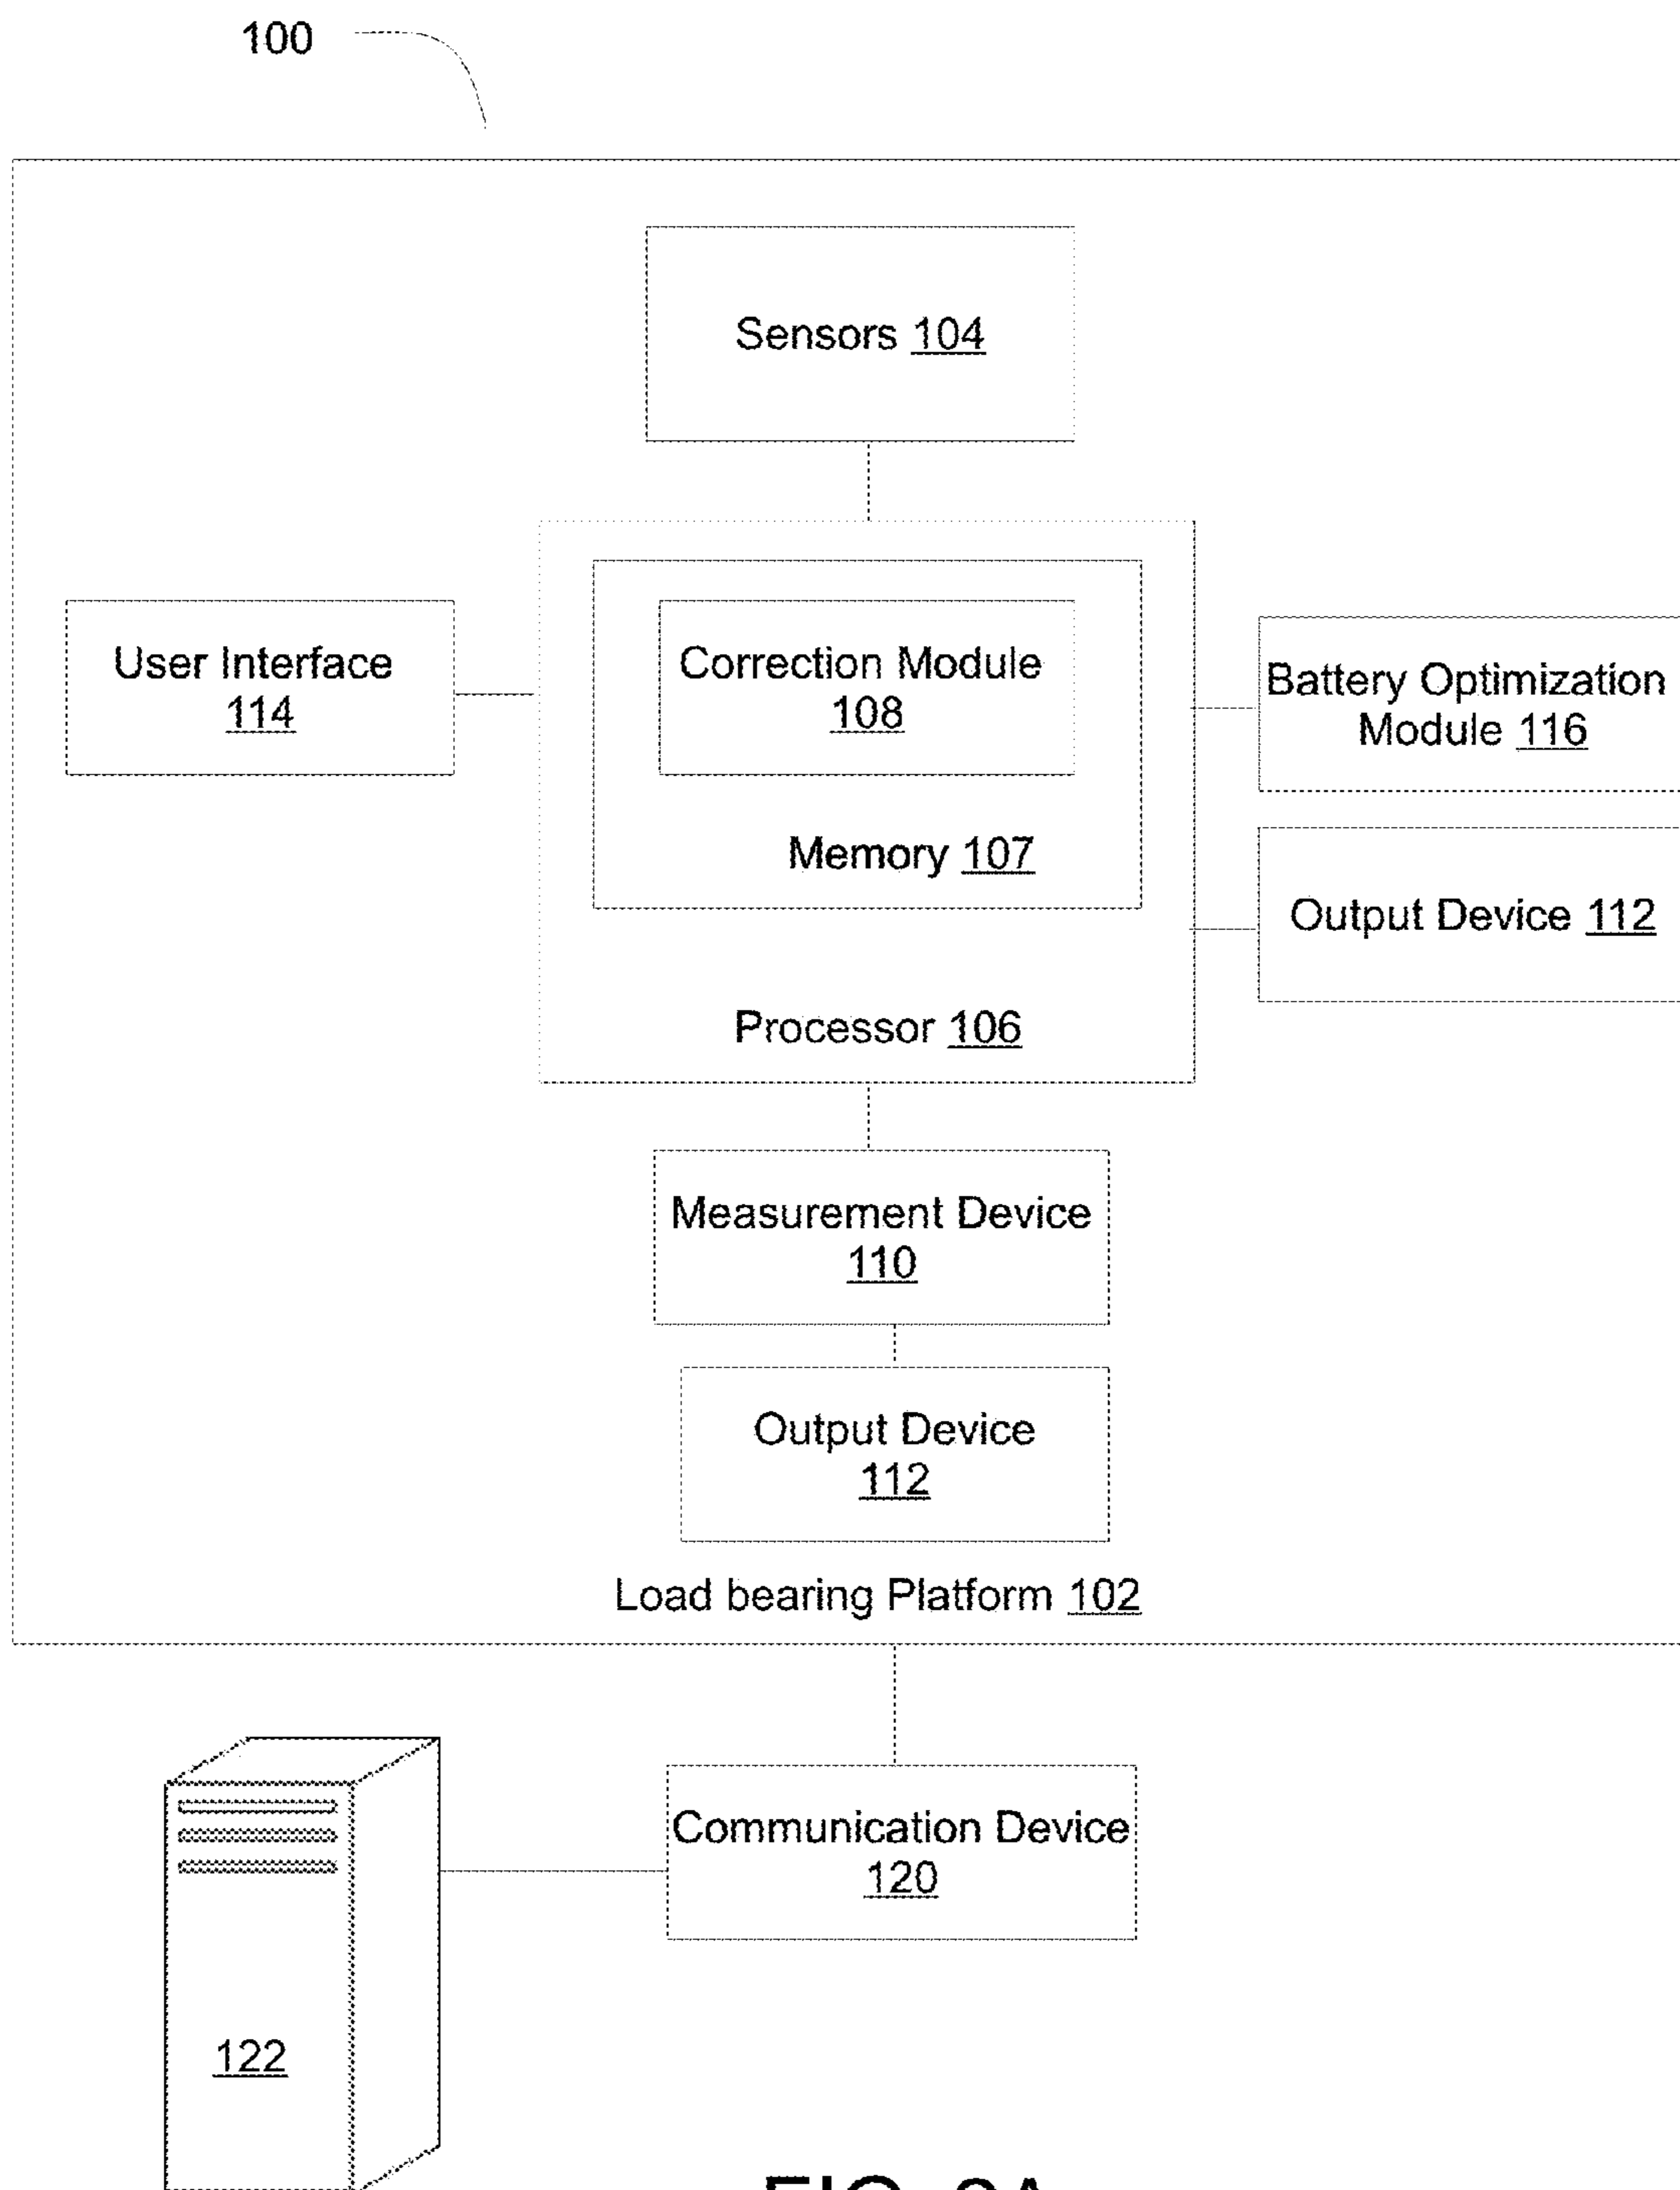 100
Sensors 104
User Interface
114
Correction Module
108
Battery Optimization
Module 116
Memory 107
Output Device 112
Processor 106
Measurement Device
110
Output Device
112
Load bearing Platform 102
Communication Device
120
122